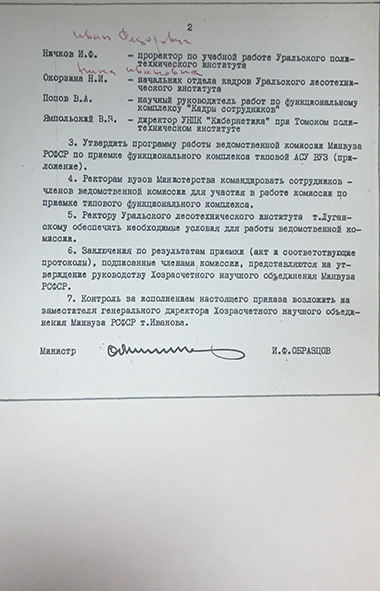 2
Иван Федорович
Ничков И.Ф. - проректор по учебной работе Уральского поли-
технического института
Нина Ивановна
Окорзина Н.И. - начальник отдела кадров Уральского лесотехни-
ческого института
Попов В.А. - научный руководитель работ по функциональному
комплексу "Кадры сотрудников"
Ямпольский В.З. - директор УНПК "Кибернетика" при Томском поли-
техническом институте
3. Утвердить программу работы ведомственной комиссии Минвуза
РСФСР по приемке функционального комплекса типовой АСУ ВУЗ (при-
ложение).
4. Ректорам вузов Министерства командировать сотрудников -
членов ведомственной комиссии для участия в работе комиссии по
приемке типового функционального комплекса.
5. Ректору Уральского лесотехнического института т.Луган-
скому обеспечить необходимые условия для работы ведомственной ко-
миссии.
6. Заключения по результатам приемки (акт и соответствующие
протоколы), подписанные членами комиссии, представляются на ут-
верждение руководству Хозрасчетного научного объединения Минвуза
РСФСР.
7. Контроль за исполнением настоящего приказа возложить на
заместителя генерального директора Хозрасчетного научного объеди-
нения Минвуза РСФСР т.Иванова.
Министр И.Ф.ОБРАЗЦОВ